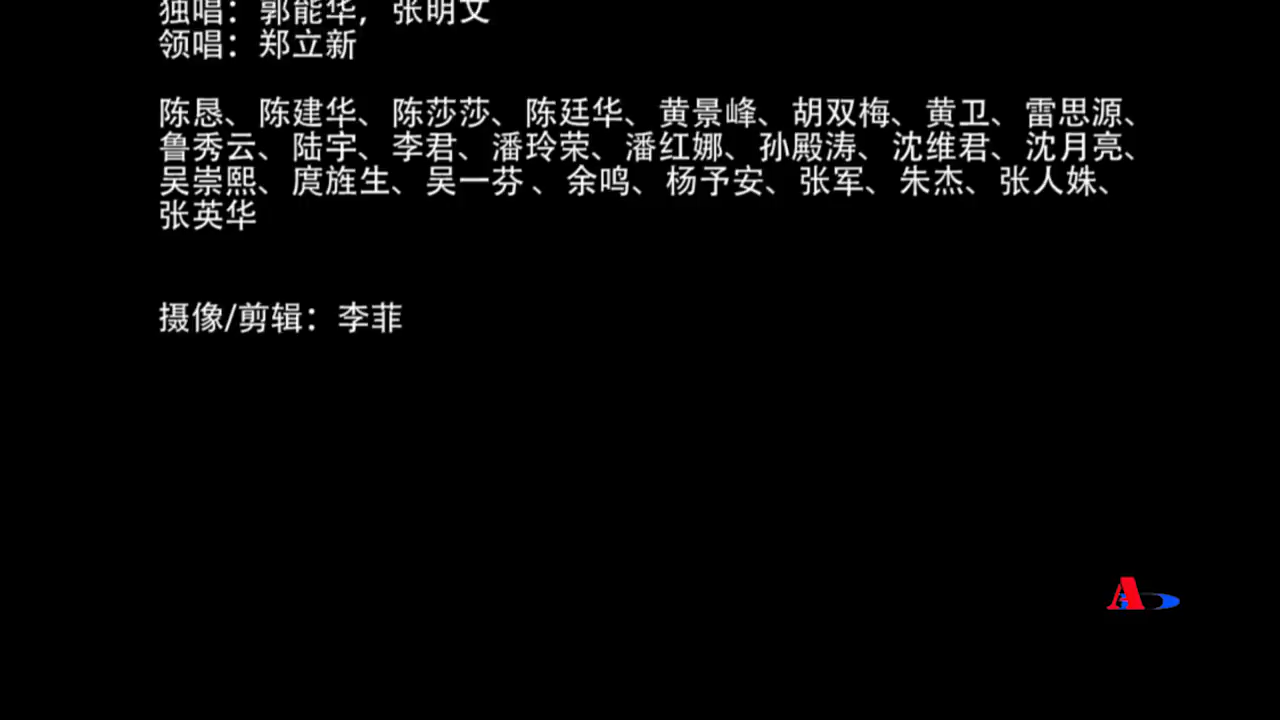 独唱：郭能华，张明文
领唱：郑立新
陈恳、陈建华、陈莎莎、陈廷华、黄景峰、胡双梅、黄卫、雷思源、
鲁秀云、陆宇、李君、潘玲荣、潘红娜、孙殿涛、沈维君、沈月亮、
吴崇熙、庹旌生、吴一芬 、余鸣、杨予安、张军、朱杰、张人姝、
张英华
摄像/剪辑：李菲
A